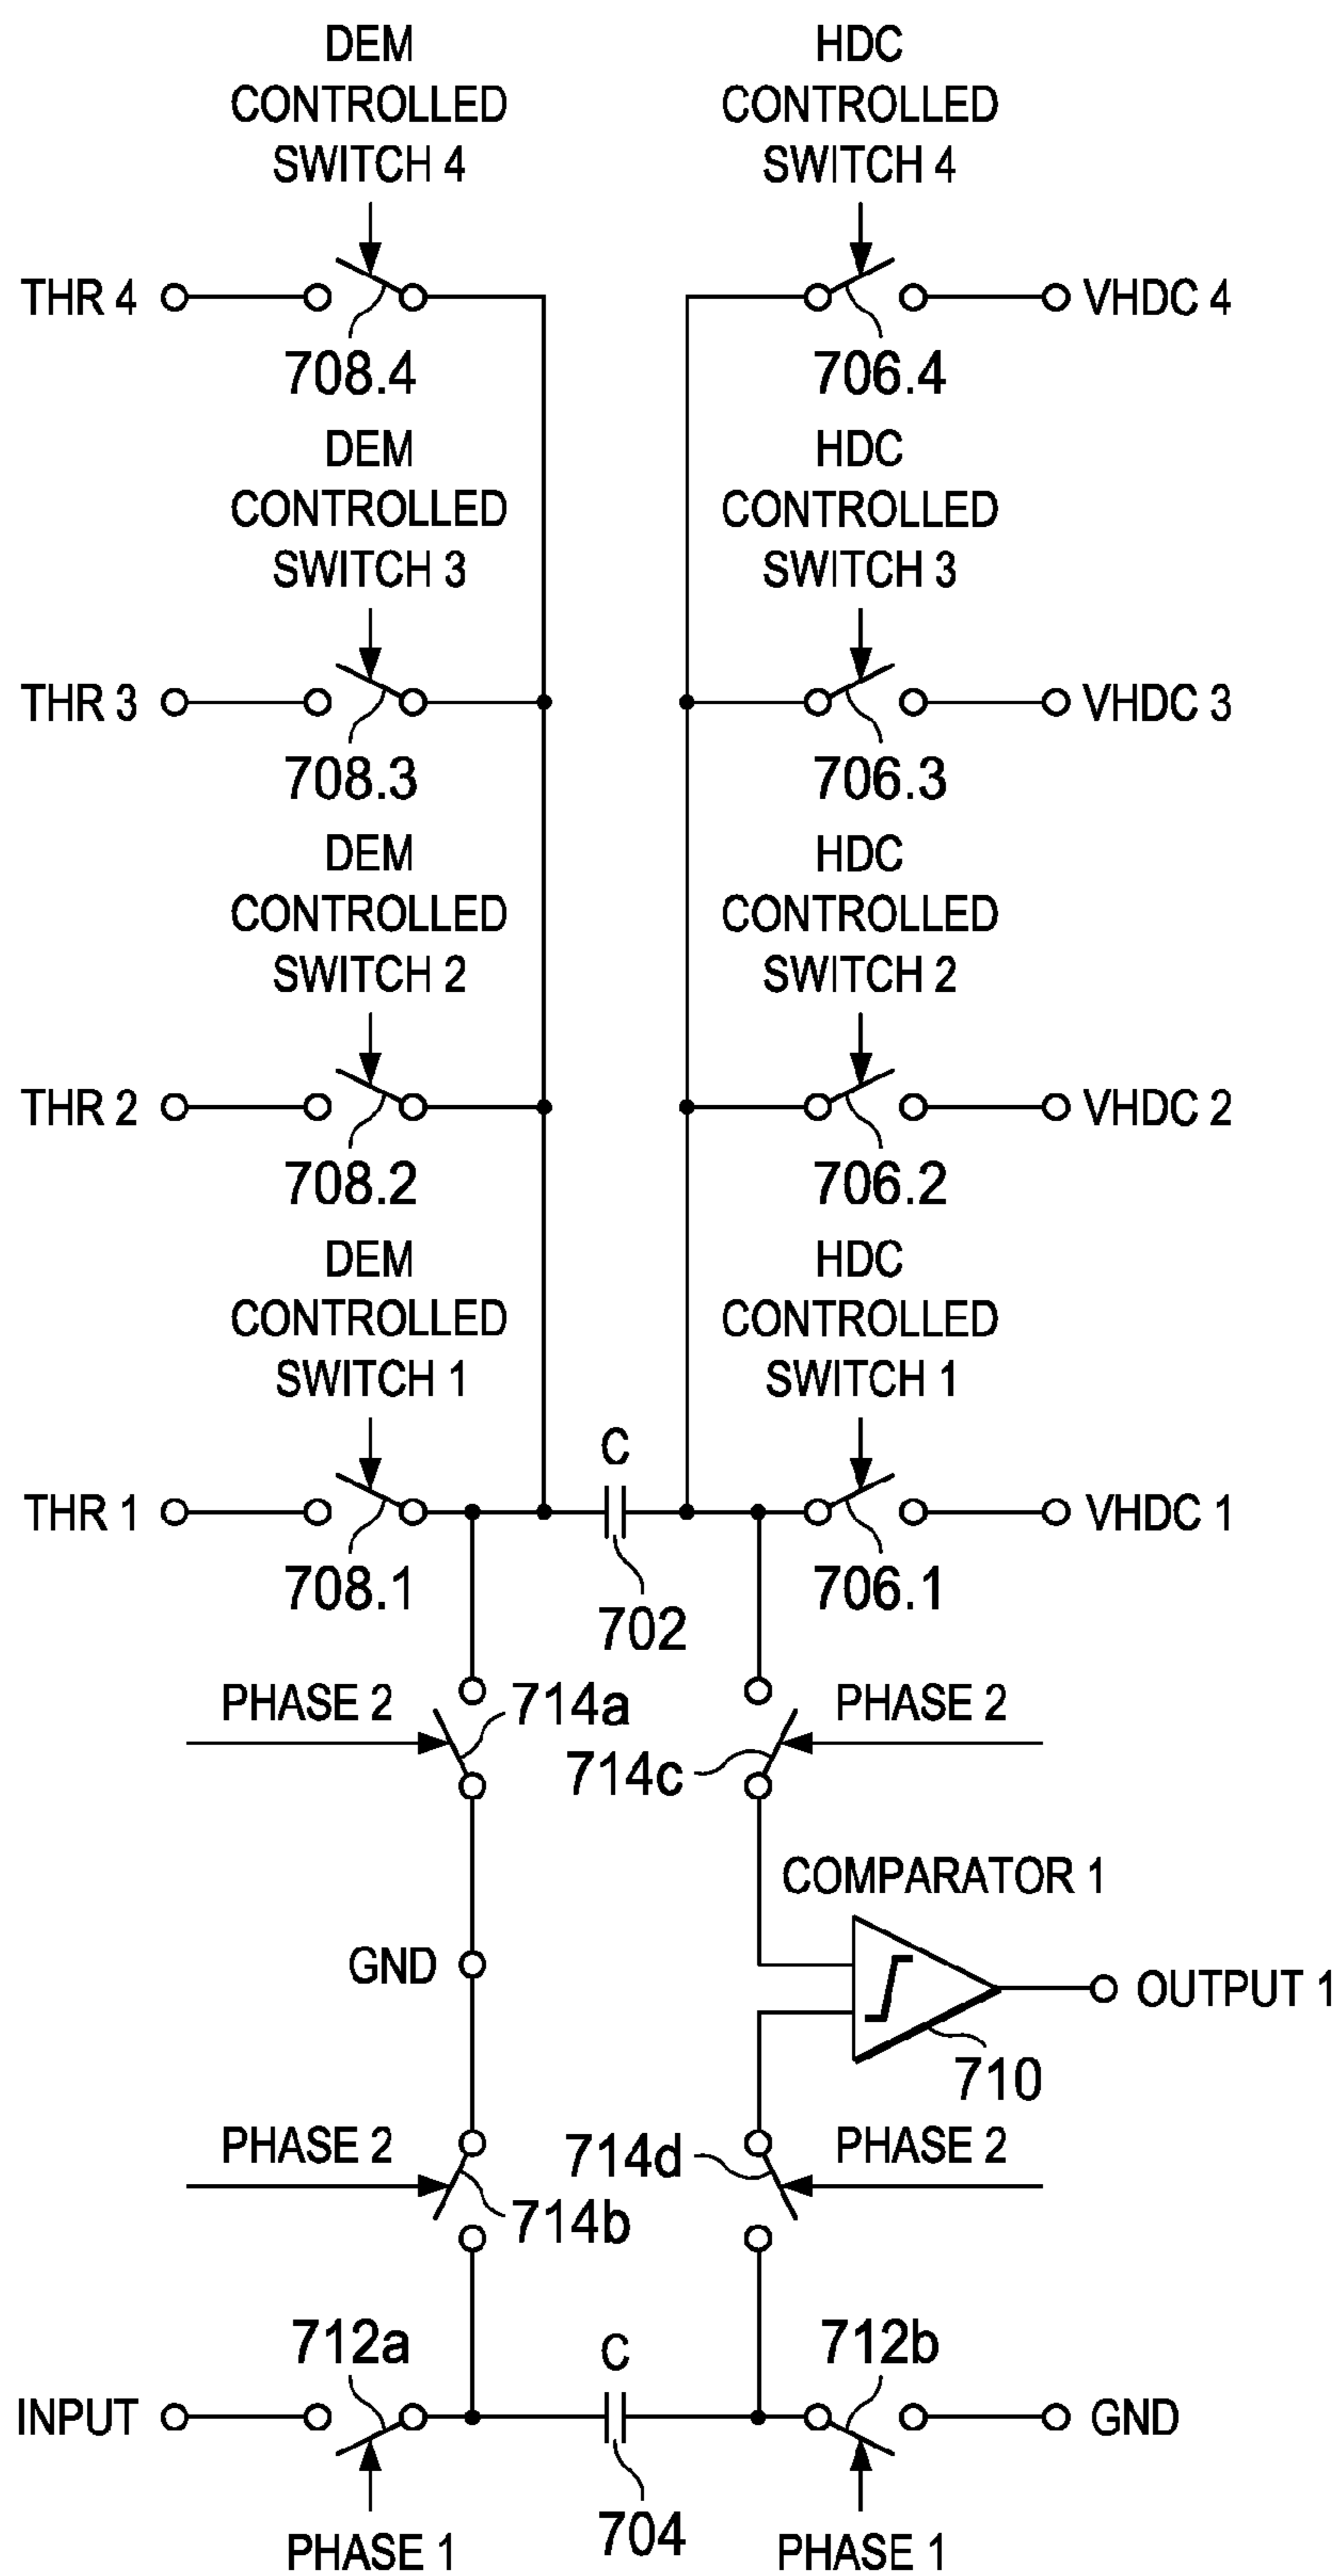 DEM
CONTROLLED
SWITCH 4
HDC
CONTROLLED
SWITCH 4
THR 4
VHDC 4
708.4
706.4
DEM
CONTROLLED
SWITCH 3
HDC
CONTROLLED
SWITCH 3
THR 3
VHDC 3
708.3
706.3
DEM
CONTROLLED
SWITCH 2
HDC
CONTROLLED
SWITCH 2
THR 2
VHDC 2
708.2
706.2
DEM
CONTROLLED
SWITCH 1
HDC
CONTROLLED
SWITCH 1
C
THR 1
VHDC 1
708.1
702
706.1
PHASE 2
714a
714c
PHASE 2
COMPARATOR 1
GND
OUTPUT 1
710
PHASE 2
714b
714d
PHASE 2
712a
C
712b
INPUT
GND
704
PHASE 1
PHASE 1